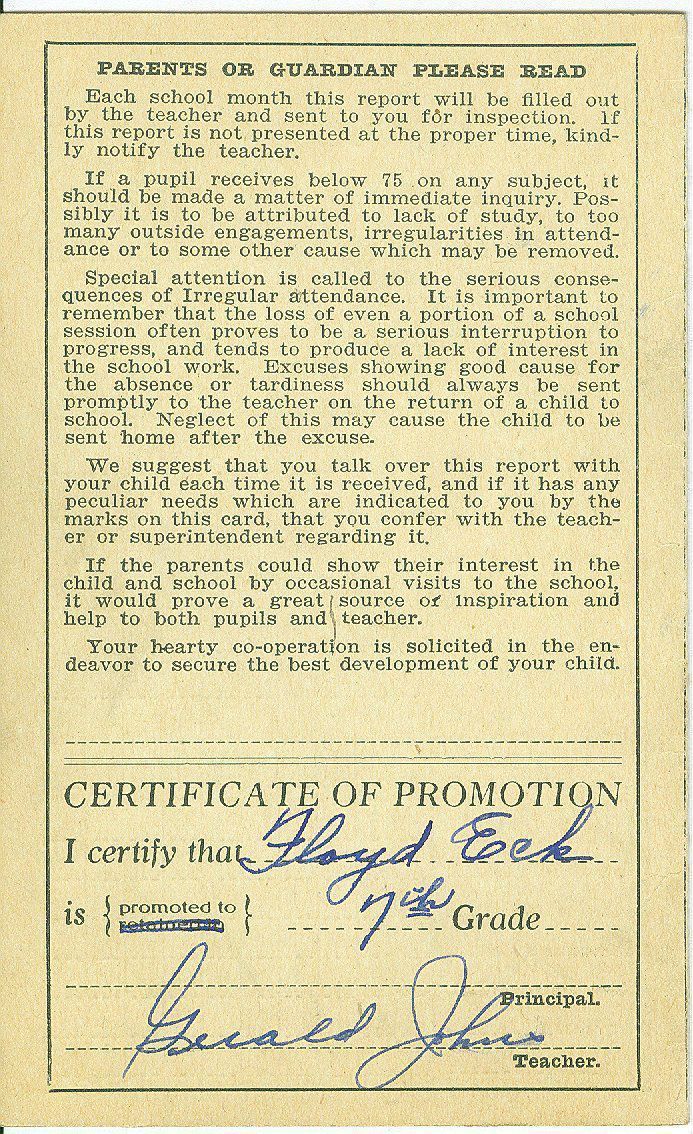 PARENTS OR GUARDIAN PLEASE READ
Each school month this report will be filled out
by the teacher and sent to you for inspection. If
this report is not presented at the proper time, kind-
ly notify the teacher.
If a pupil receives below 75 on any subject, it
should be made a matter of immediate inquiry. Pos-
sibly it is to be attributed to lack of study, to too
many outside engagements, irregularities in attend-
ance or to some other cause which may be removed.
Special attention is called to the serious conse-
quences of Irregular attendance. It is important to
remember that the loss of even a portion of a school
session often proves to be a serious interruption to
progress, and tends to produce a lack of interest in
the school work. Excuses showing good cause for
the absence or tardiness should always be sent
promptly to the teacher on the return of a child to
school. Neglect of this may cause the child to be
sent home after the excuse.
We suggest that you talk over this report with
your child each time it is received, and if it has any
peculiar needs which are indicated to you by the
marks on this card, that you confer with the teach-
er or superintendent regarding it.
If the parents could show their interest in the
child and school by occasional visits to the school,
it would prove a great source of inspiration and
help to both pupils and teacher.
Your hearty co-operation is solicited in the en-
deavor to secure the best development of your child.
CERTIFICATE OF PROMOTION
I certify that Floyd Eck
is { promoted to } 7th Grade
Principal.
Gerald Johns
Teacher.